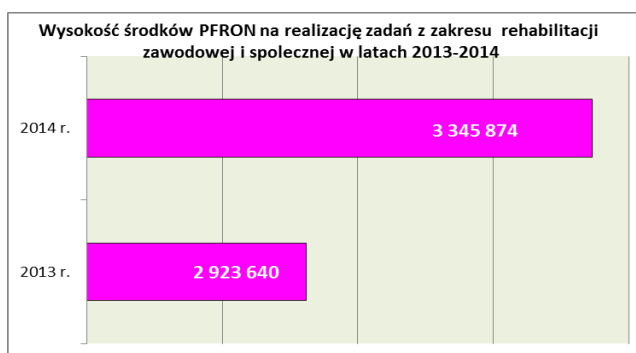 Wysokość środków PFRON na realizację zadań z zakresu rehabilitacji
zawodowej i spolecznej w latach 2013-2014
2014 r.
3 345 874
2013 r.
2 923 640